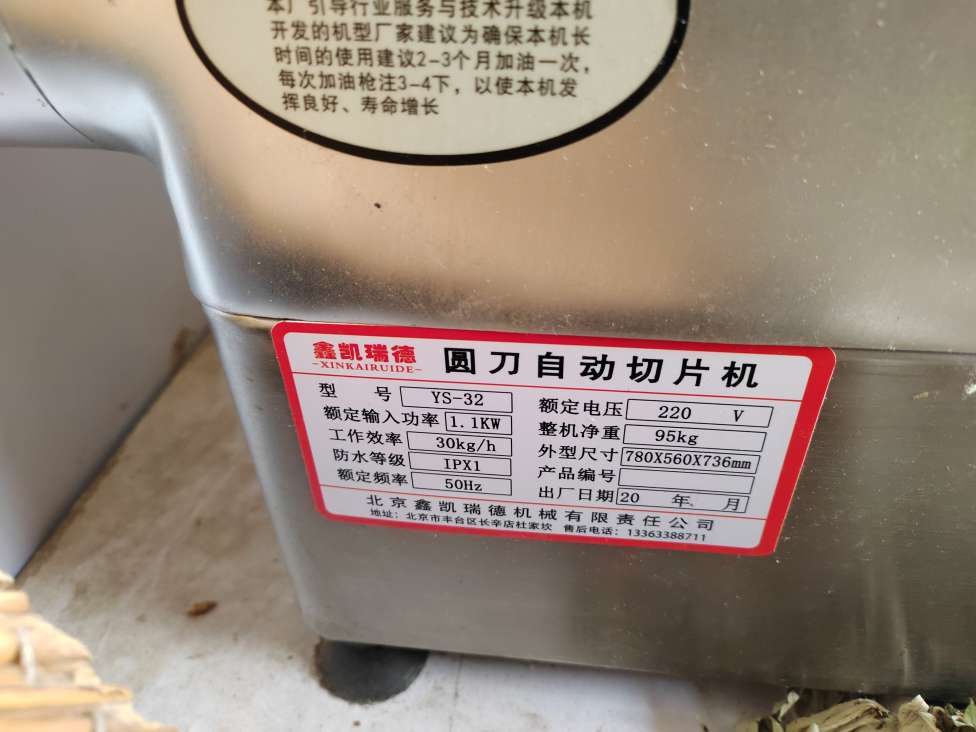 本厂引导行业服务与技术升级本机
开发的机型厂家建议为确保本机长
时间的使用建议2-3个月加油一次，
每次加油枪注3-4下，以使本机发
挥良好、寿命增长
鑫凯瑞德
-XINKAIRUIDE-
圆刀自动切片机
型 号 YS-32
额定输入功率 1.1KW
工作效率 30kg/h
防水等级 IPX1
额定频率 50Hz
额定电压 220 V
整机净重 95kg
外型尺寸 780X560X736mm
产品编号
出厂日期 20 年 月
北京鑫凯瑞德机械有限责任公司
地址：北京市丰台区长辛店杜家坎 售后电话：13363388711